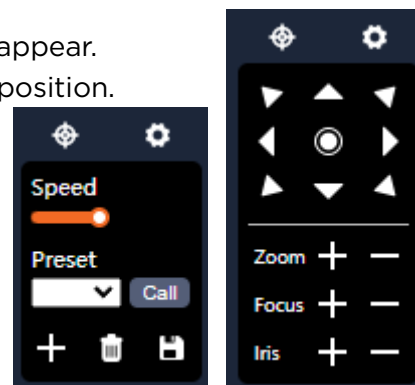 appear.
position.
Speed
Preset
Call
Zoom
Focus
Iris